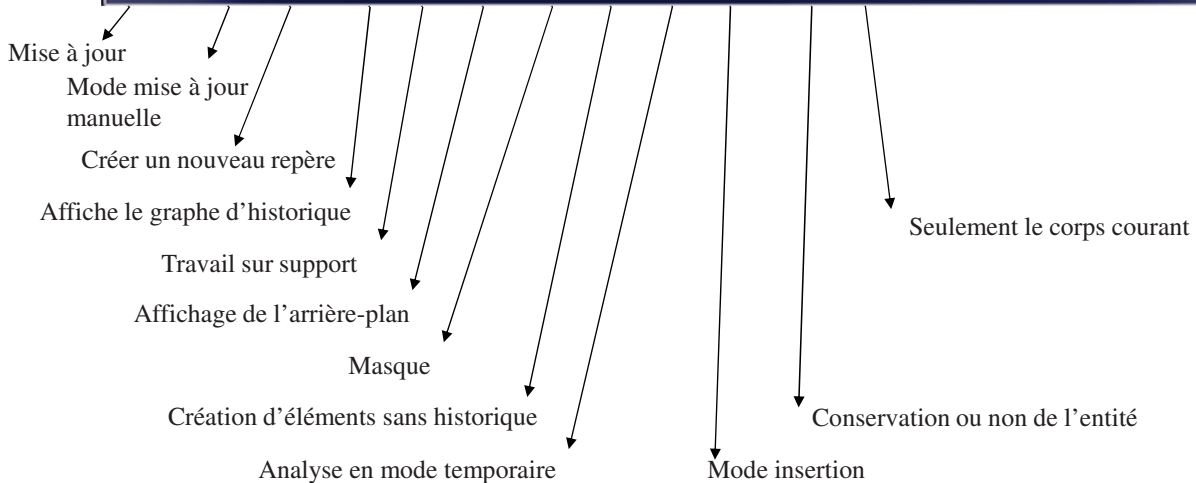 Mise à jour
Mode mise à jour
manuelle
Créer un nouveau repère
Affiche le graphe d’historique
Seulement le corps courant
Travail sur support
Affichage de l’arrière-plan
Masque
Création d’éléments sans historique
Conservation ou non de l’entité
Analyse en mode temporaire
Mode insertion